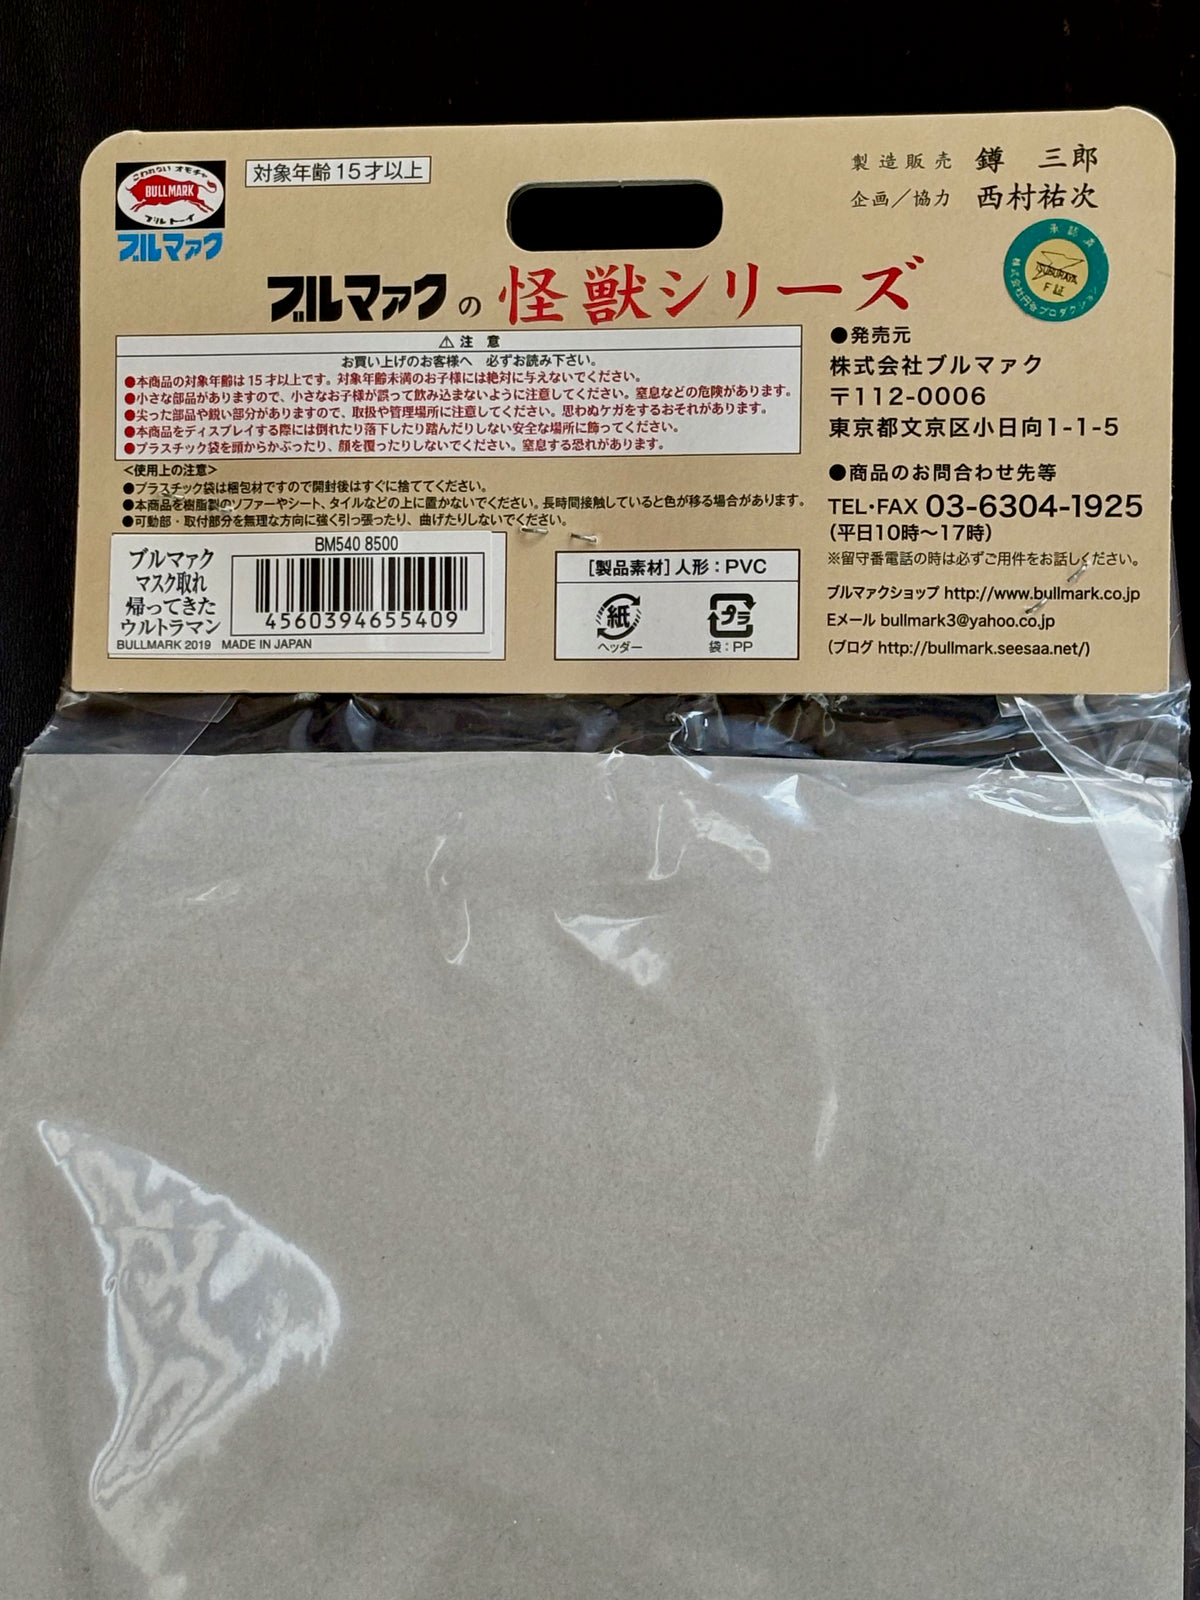 こわれない オモチャ
BULLMARK
ブルトーイ
ブルマァク
対象年齢15才以上
製造販売 鐏 三郎
企画／協力 西村祐次
ブルマァクの怪獣シリーズ
承認済
TSUBURAYA
F証
株式会社円谷プロダクション
⚠注 意
お買い上げのお客様へ 必ずお読み下さい。
●本商品の対象年齢は15才以上です。対象年齢未満のお子様には絶対に与えないでください。
●小さな部品がありますので、小さなお子様が誤って飲み込まないように注意してください。窒息などの危険があります。
●尖った部品や鋭い部分がありますので、取扱や管理場所に注意してください。思わぬケガをするおそれがあります。
●本商品をディスプレイする際には倒れたり落下したり踏んだりしない安全な場所に飾ってください。
●プラスチック袋を頭からかぶったり、顔を覆ったりしないでください。窒息する恐れがあります。
<使用上の注意>
●プラスチック袋は梱包材ですので開封後はすぐに捨ててください。
●本商品を樹脂製のソファーやシート、タイルなどの上に置かないでください。長時間接触していると色が移る場合があります。
●可動部・取付部分を無理な方向に強く引っ張ったり、曲げたりしないでください。
ブルマァク
マスク取れ
帰ってきた
ウルトラマン
BM540 8500
4560394655409
BULLMARK 2019 MADE IN JAPAN
[製品素材]人形：PVC
紙
ヘッダー
プラ
袋：PP
●発売元
株式会社ブルマァク
〒112-0006
東京都文京区小日向1-1-5
●商品のお問合わせ先等
TEL・FAX 03-6304-1925
(平日10時〜17時)
※留守番電話の時は必ずご用件をお話しください。
ブルマァクショップ http://www.bullmark.co.jp
Eメール bullmark3@yahoo.co.jp
(ブログ http://bullmark.seesaa.net/)